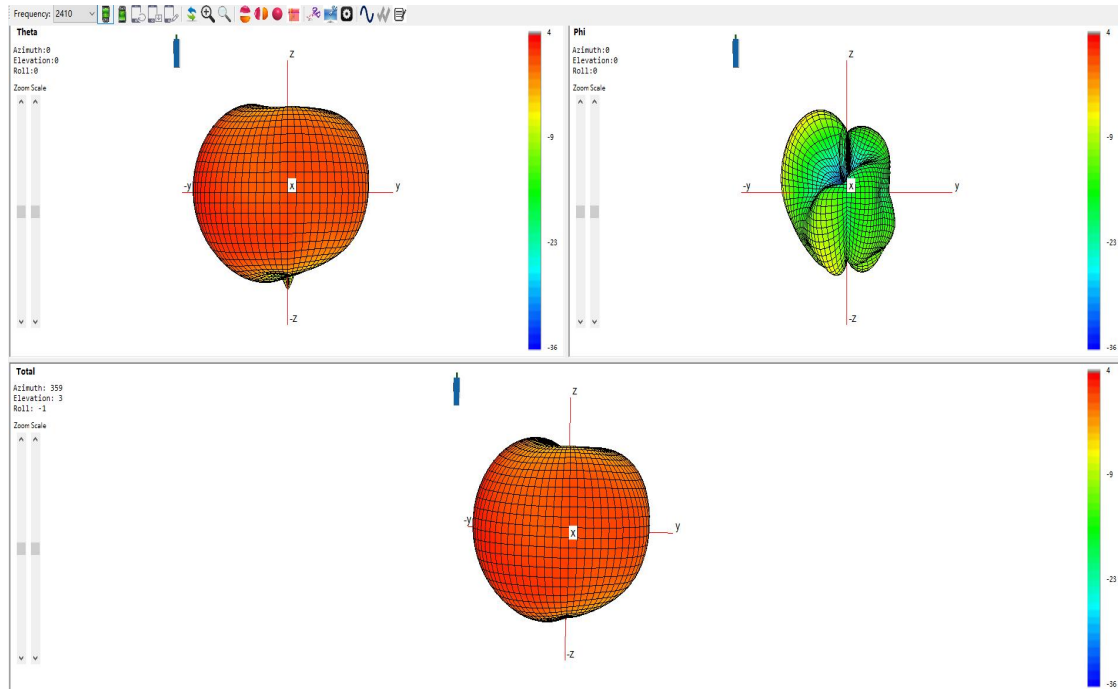 Frequency: 2410
Theta
Azimuth:0
Elevation:0
Roll:0
Zoom Scale
Z
-y
X
y
-Z
4
-9
-23
-36
Phi
Azimuth:0
Elevation:0
Roll:0
Zoom Scale
Z
-y
X
y
-Z
4
-9
-23
-36
Total
Azimuth: 359
Elevation: 3
Roll: -1
Zoom Scale
Z
-y
X
y
-Z
4
-9
-23
-36